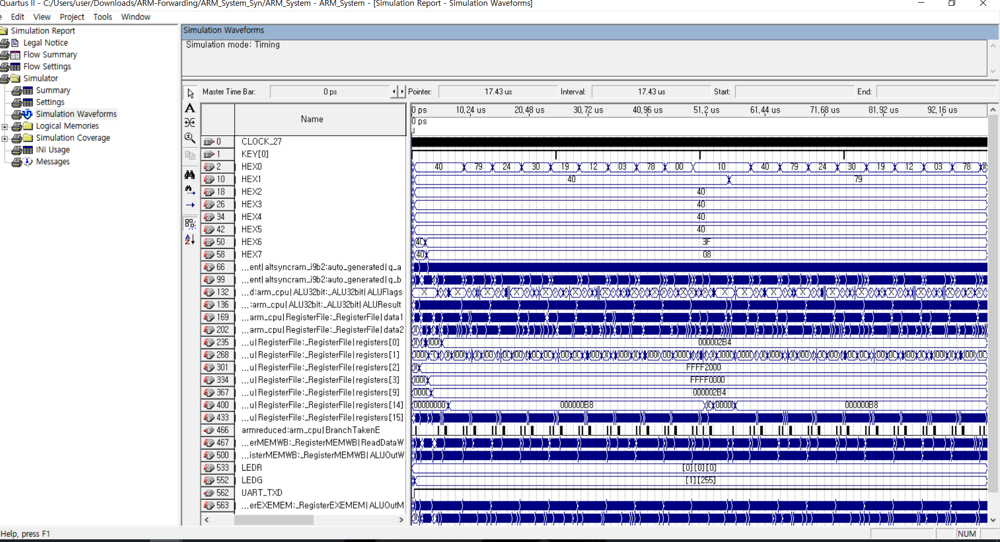 Quartus II - C:/Users/user/Downloads/ARM-Forwarding/ARM_System_Syn/ARM_System - ARM_System - [Simulation Report - Simulation Waveforms]
Edit View Project Tools Window
Simulation Report
Legal Notice
Flow Summary
Flow Settings
Simulator
Summary
Settings
Simulation Waveforms
Logical Memories
Simulation Coverage
INI Usage
Messages
Simulation Waveforms
Simulation mode: Timing
Master Time Bar: 0 ps Pointer: 17.43 us Interval: 17.43 us Start: End:
Name
0 ps 10.24 us 20.48 us 30.72 us 40.96 us 51.2 us 61.44 us 71.68 us 81.92 us 92.16 us
0 ps
0 CLOCK_27
1 KEY[0]
2 HEX0 40 79 24 30 19 12 03 78 00 10 40 79 24 30 19 12 03 78
10 HEX1 40 79
18 HEX2 40
26 HEX3 40
34 HEX4 40
42 HEX5 40
50 HEX6 3F
58 HEX7 40 08
66 ...ent|altsyncram_i9b2:auto_generated|q_a
99 ...ent|altsyncram_i9b2:auto_generated|q_b
132 ...d:arm_cpu|ALU32bit:_ALU32bit|ALUFlags
136 ...:arm_cpu|ALU32bit:_ALU32bit|ALUResult
169 ...arm_cpu|RegisterFile:_RegisterFile|data1
202 ...arm_cpu|RegisterFile:_RegisterFile|data2
235 ...u|RegisterFile:_RegisterFile|registers[0] 000002B4
268 ...u|RegisterFile:_RegisterFile|registers[1]
301 ...u|RegisterFile:_RegisterFile|registers[2] FFFF2000
334 ...u|RegisterFile:_RegisterFile|registers[3] FFFF0000
367 ...u|RegisterFile:_RegisterFile|registers[9] 000002B4
400 ...u|RegisterFile:_RegisterFile|registers[14] 00000000 000000B8 000000B8
433 ...u|RegisterFile:_RegisterFile|registers[15]
466 armreduced:arm_cpu|BranchTakenE
467 ...erMEMWB:_RegisterMEMWB|ReadDataW
500 ...isterMEMWB:_RegisterMEMWB|ALUOutW
533 LEDR [0][0][0]
552 LEDG [1][255]
562 UART_TXD
563 ...erEXEMEM:_RegisterEXEMEM|ALUOutM
Help, press F1
NUM